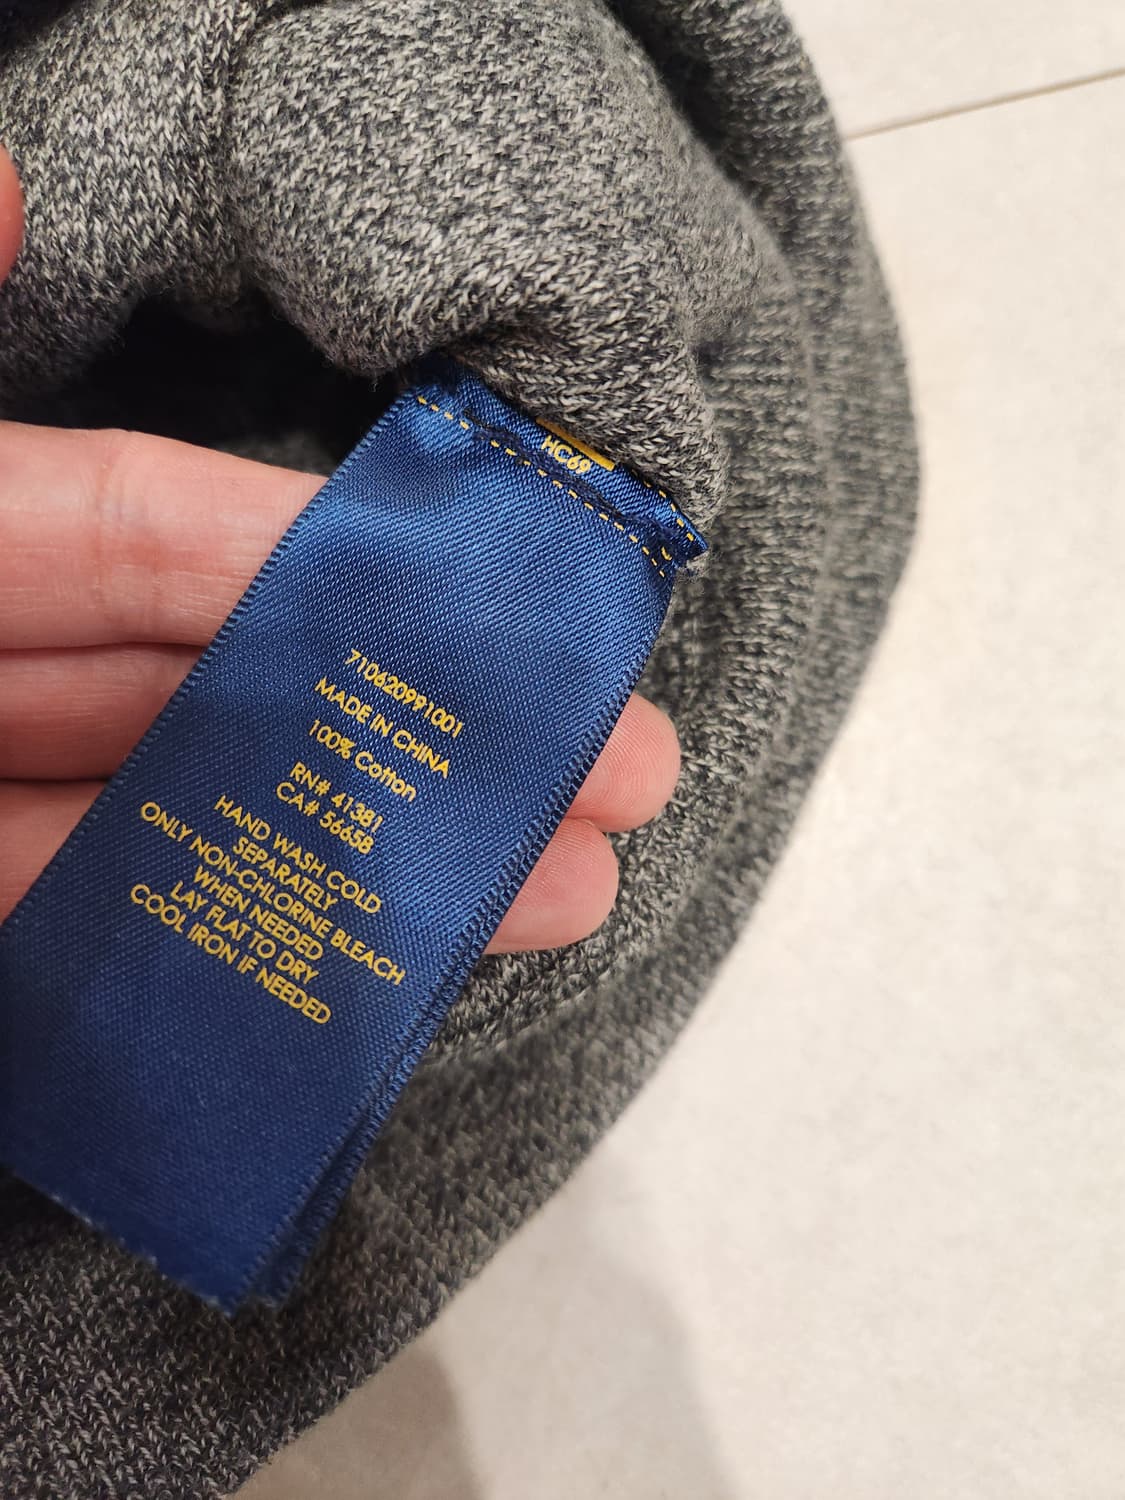 HC69
710620991001
MADE IN CHINA
100% Cotton
RN# 41381
CA# 56658
HAND WASH COLD
SEPARATELY
ONLY NON-CHLORINE BLEACH
WHEN NEEDED
LAY FLAT TO DRY
COOL IRON IF NEEDED